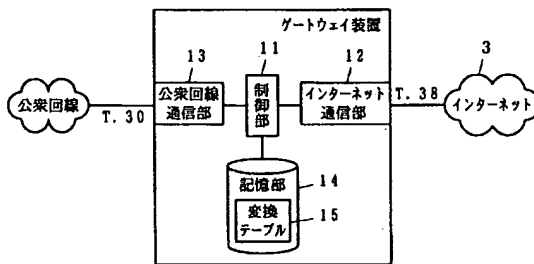 ゲートウェイ装置
13
11
12
3
公衆回線
T.30
公衆回線
通信部
制御部
インターネット
通信部
T.38
インターネット
記憶部
14
変換
テーブル
15